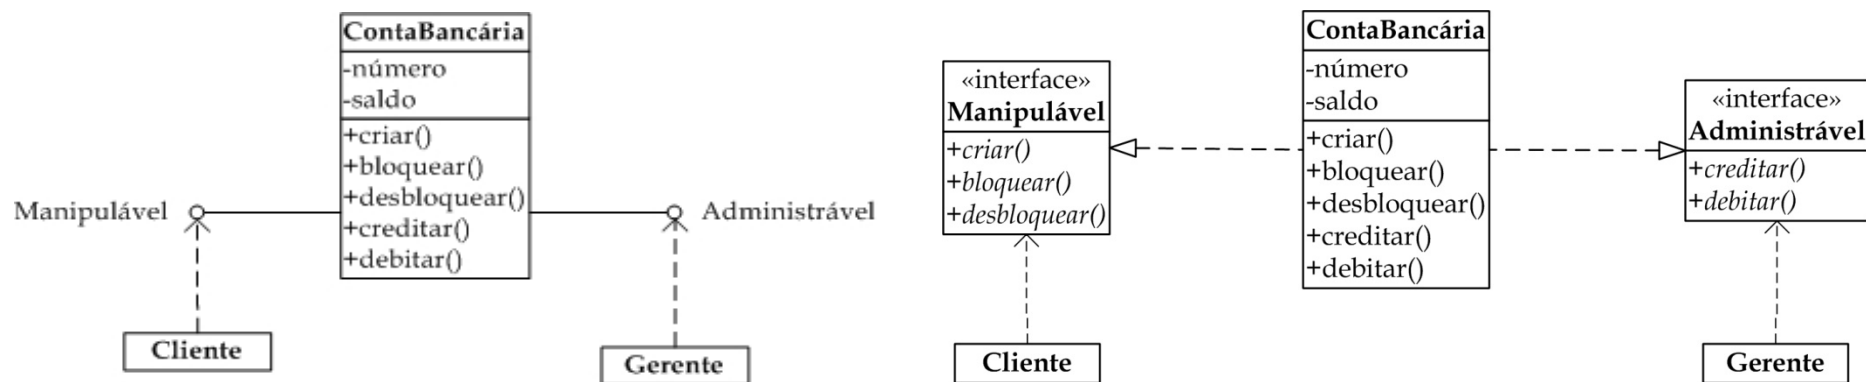 ContaBancária
-número
-saldo
+criar()
+bloquear()
+desbloquear()
+creditar()
+debitar()
Manipulável
Administrável
Cliente
Gerente
«interface»
Manipulável
+criar()
+bloquear()
+desbloquear()
Cliente
ContaBancária
-número
-saldo
+criar()
+bloquear()
+desbloquear()
+creditar()
+debitar()
«interface»
Administrável
+creditar()
+debitar()
Gerente